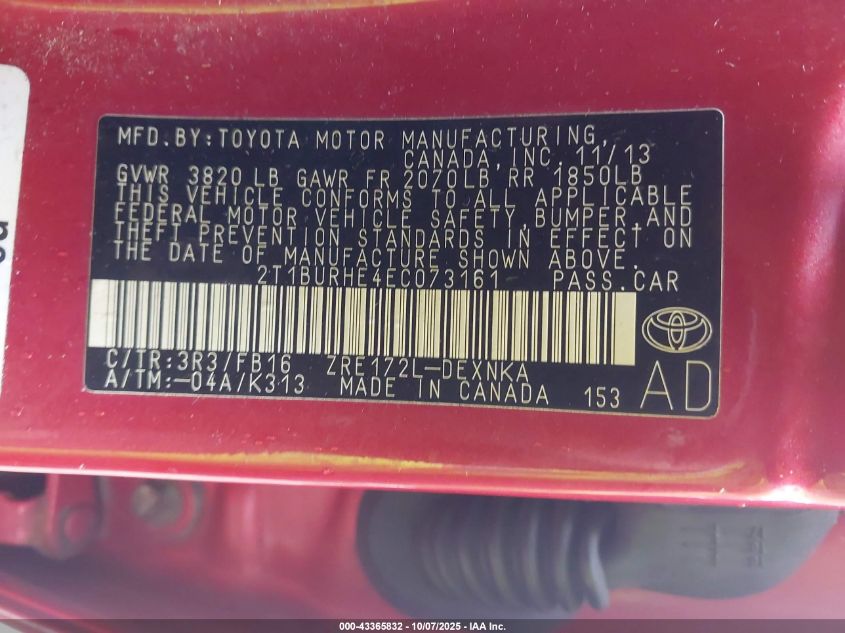 MFD.BY:TOYOTA MOTOR MANUFACTURING,
CANADA,INC. 11/13
GVWR 3820 LB GAWR FR 2070LB RR 1850LB
THIS VEHICLE CONFORMS TO ALL APPLICABLE
FEDERAL MOTOR VEHICLE SAFETY,BUMPER,AND
THEFT PREVENTION STANDARDS IN EFFECT ON
THE DATE OF MANUFACTURE SHOWN ABOVE.
2T1BURHE4EC073161 PASS.CAR
C/TR:3R3/FB16 ZRE172L-DEXNKA
A/TM:-04A/K313 MADE IN CANADA 153 AD
000-43365832 - 10/07/2025 - IAA Inc.